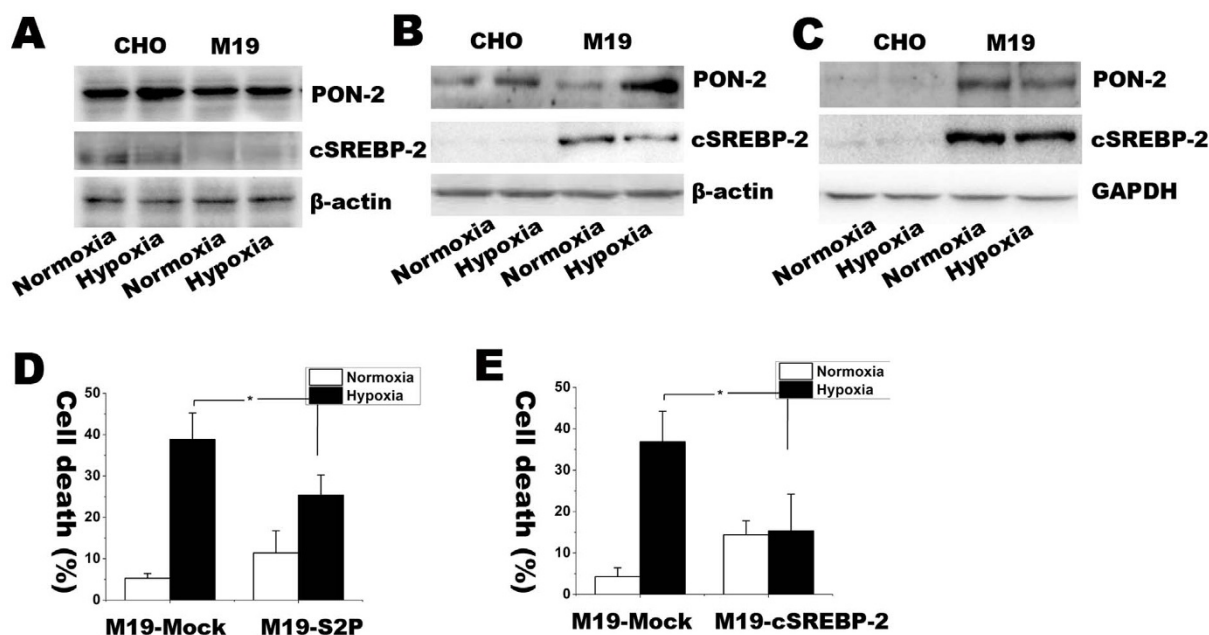 A
CHO M19
PON-2
cSREBP-2
β-actin
Normoxia Hypoxia Normoxia Hypoxia
B
CHO M19
PON-2
cSREBP-2
β-actin
Normoxia Hypoxia Normoxia Hypoxia
C
CHO M19
PON-2
cSREBP-2
GAPDH
Normoxia Hypoxia Normoxia Hypoxia
D
Normoxia
Hypoxia
Cell death (%)
50
40
30
20
10
0
*
M19-Mock M19-S2P
E
Normoxia
Hypoxia
Cell death (%)
50
40
30
20
10
0
*
M19-Mock M19-cSREBP-2